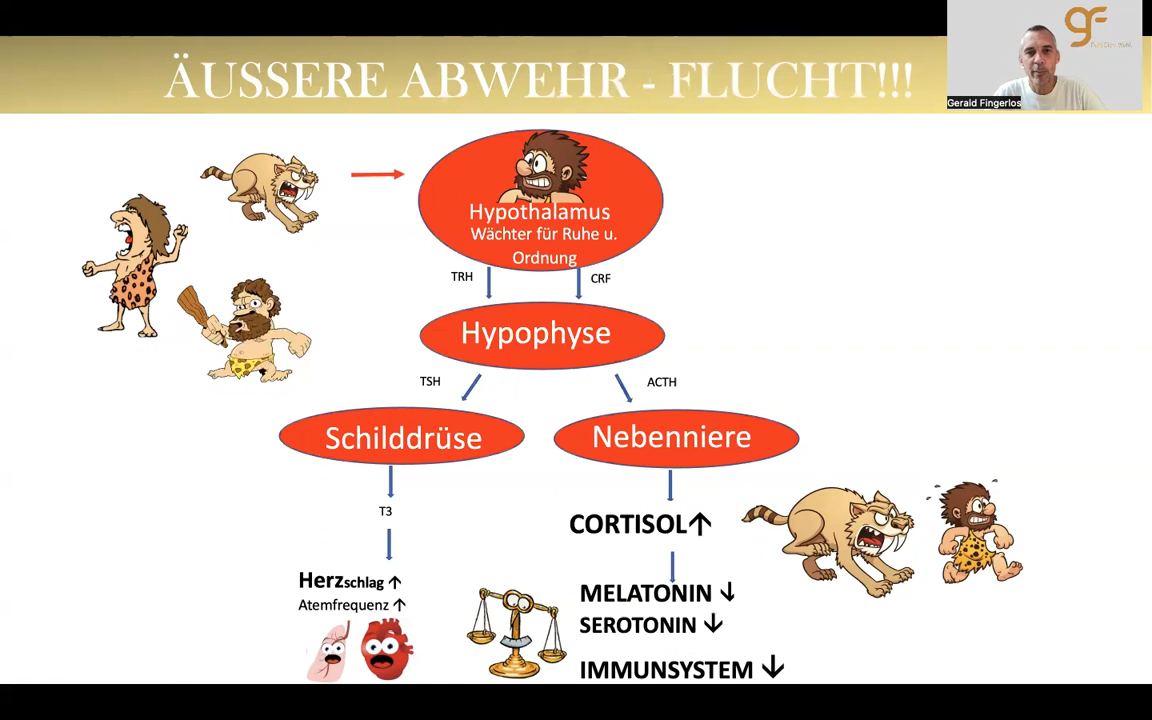 ÄUSSERE ABWEHR - FLUCHT!!!
gf
Gerald Fingerlos
Hypothalamus
Wächter für Ruhe u.
Ordnung
TRH
CRF
Hypophyse
TSH
ACTH
Schilddrüse
Nebenniere
T3
CORTISOL↑
Herzschlag ↑
Atemfrequenz ↑
MELATONIN ↓
SEROTONIN ↓
IMMUNSYSTEM ↓